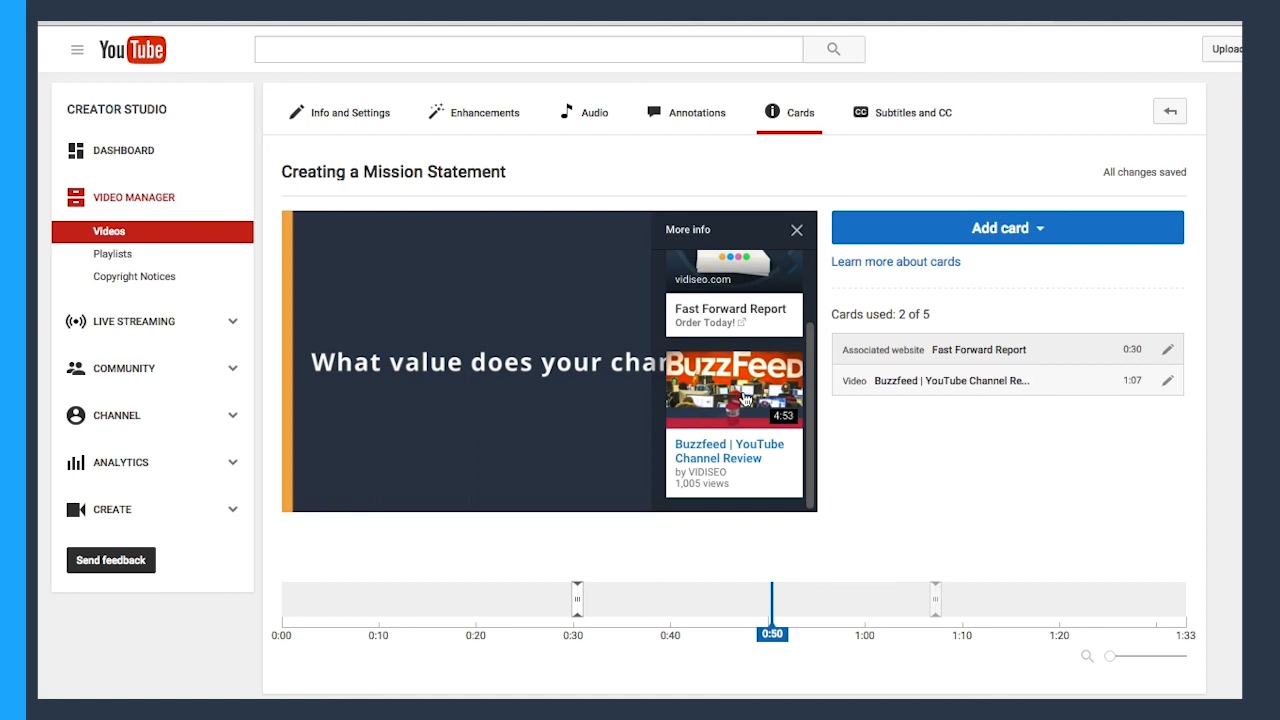 YouTube
Upload
CREATOR STUDIO
DASHBOARD
VIDEO MANAGER
Videos
Playlists
Copyright Notices
LIVE STREAMING
COMMUNITY
CHANNEL
ANALYTICS
CREATE
Send feedback
Info and Settings
Enhancements
Audio
Annotations
Cards
CC Subtitles and CC
Creating a Mission Statement
All changes saved
What value does your chan
More info
vidiseo.com
Fast Forward Report
Order Today!
BuzzFeed
4:53
Buzzfeed | YouTube
Channel Review
by VIDISEO
1,005 views
Add card
Learn more about cards
Cards used: 2 of 5
Associated website Fast Forward Report 0:30
Video Buzzfeed | YouTube Channel Re... 1:07
0:00 0:10 0:20 0:30 0:40 0:50 1:00 1:10 1:20 1:33